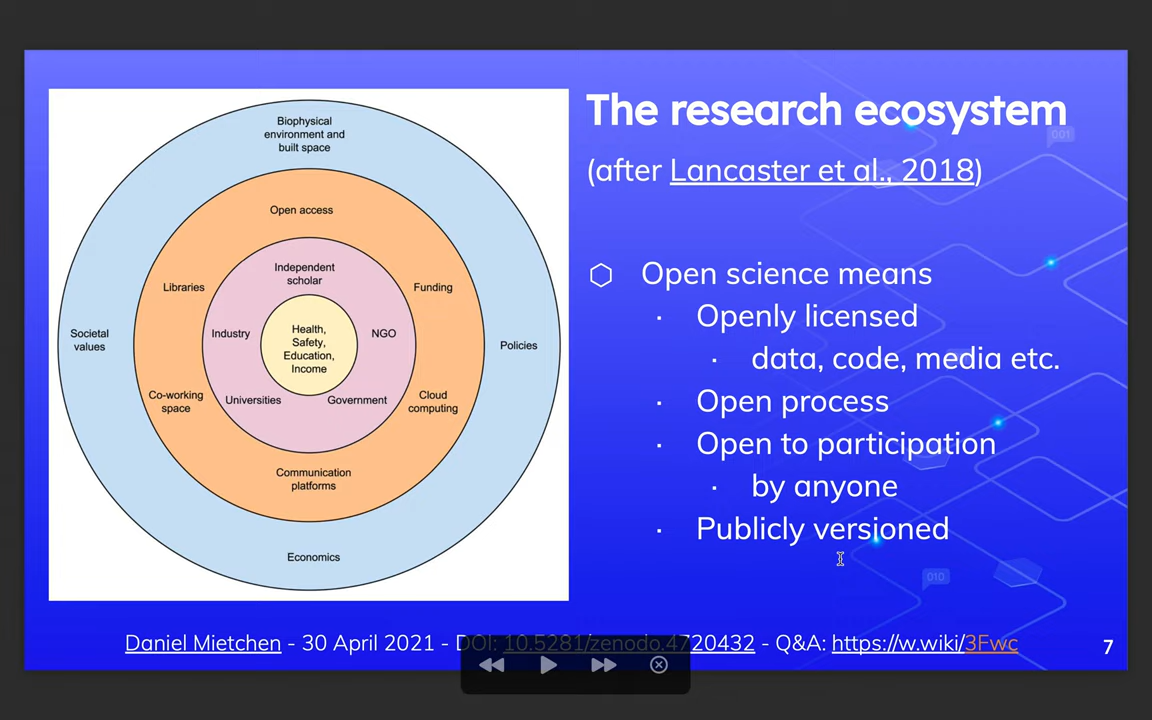 The research ecosystem
(after Lancaster et al., 2018)
Biophysical
environment and
built space
Open access
Independent
scholar
Libraries
Funding
Industry
NGO
Health,
Safety,
Education,
Income
Societal
values
Policies
Co-working
space
Universities
Government
Cloud
computing
Communication
platforms
Economics
Open science means
Openly licensed
data, code, media etc.
Open process
Open to participation
by anyone
Publicly versioned
001
010
Daniel Mietchen - 30 April 2021 - DOI: 10.5281/zenodo.4720432 - Q&A: https://w.wiki/3Fwc
7